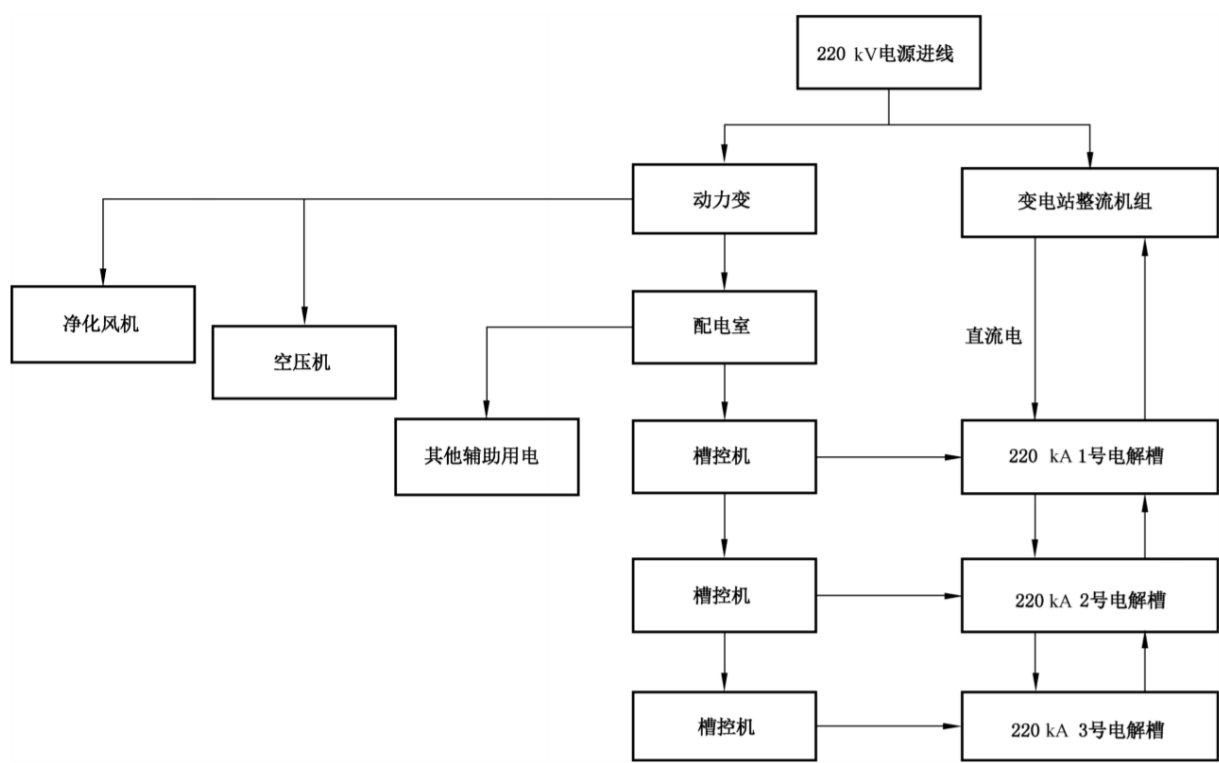 220 kV电源进线
动力变
变电站整流机组
净化风机
空压机
配电室
直流电
其他辅助用电
槽控机
220 kA 1号电解槽
槽控机
220 kA 2号电解槽
槽控机
220 kA 3号电解槽